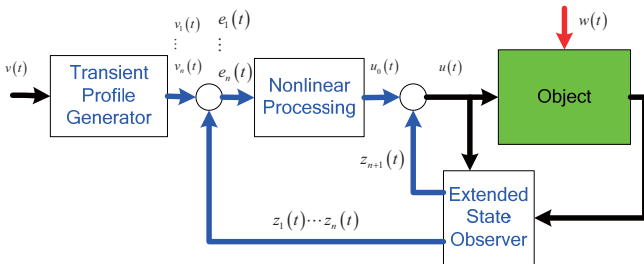 v(t)
Transient
Profile
Generator
v₁(t)
⋮
vₙ(t)
e₁(t)
⋮
eₙ(t)
Nonlinear
Processing
u₀(t)
u(t)
w(t)
Object
zₙ₊₁(t)
Extended
State
Observer
z₁(t)⋯zₙ(t)